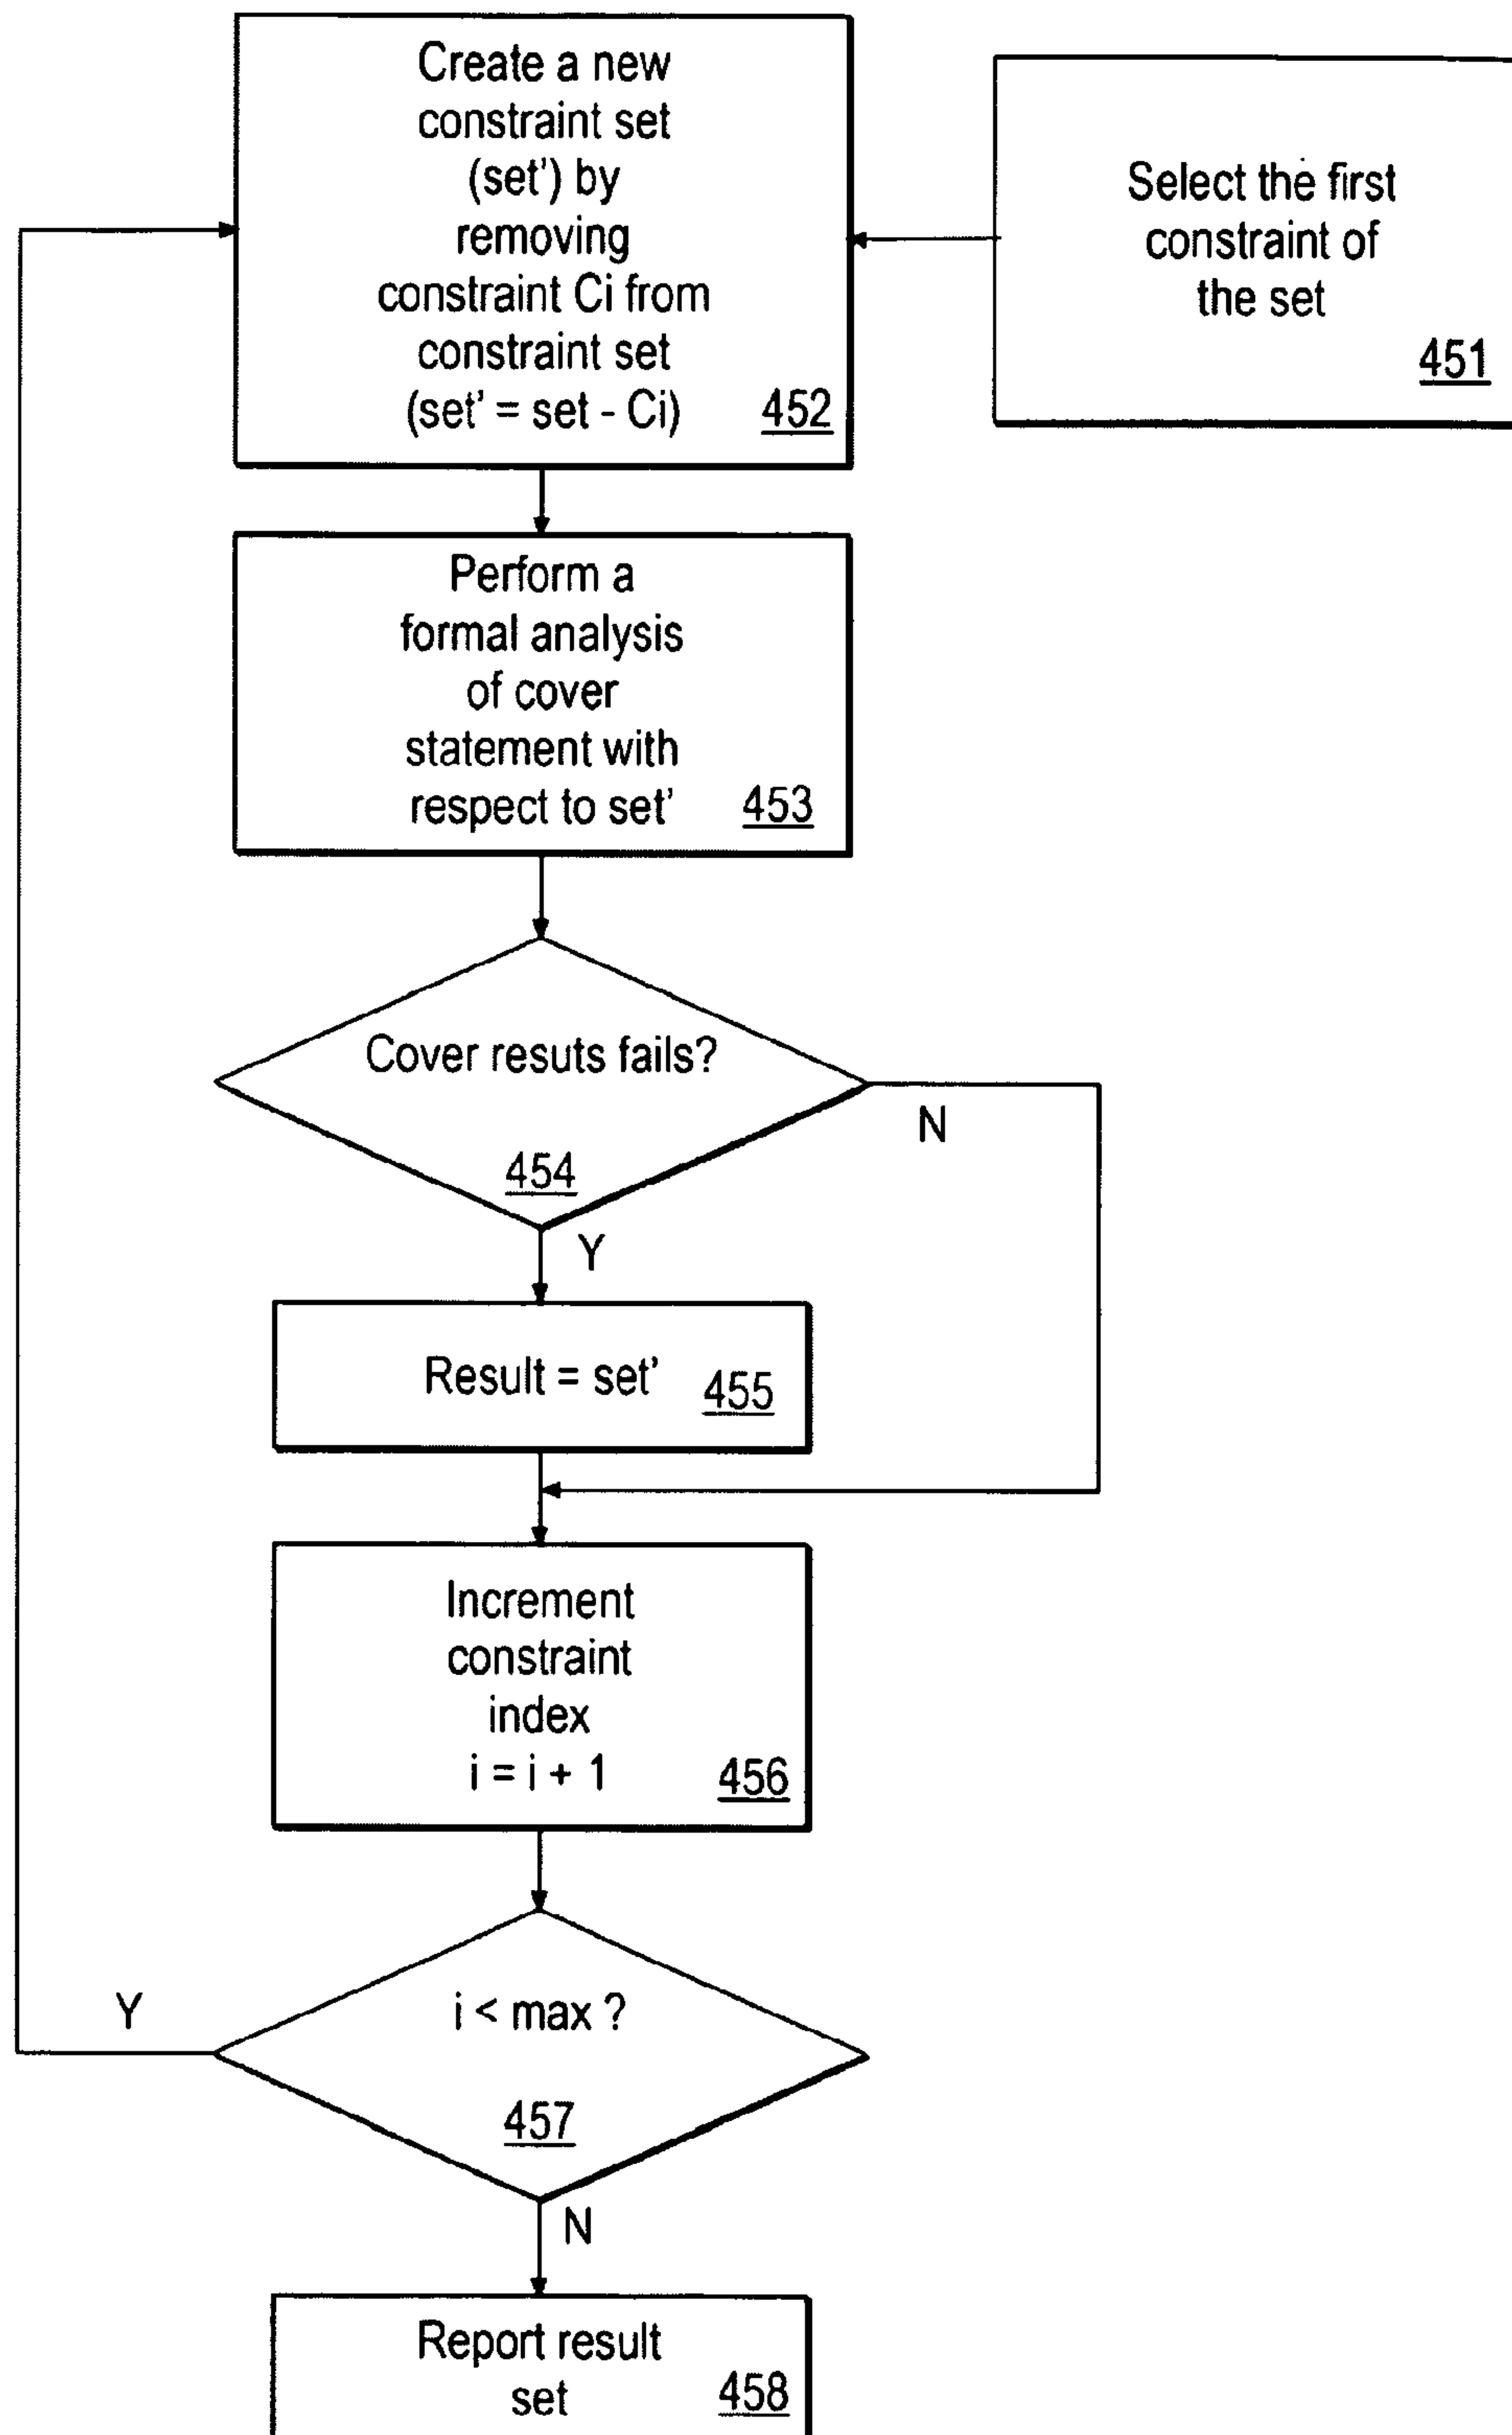 Create a new
constraint set
(set') by
removing
constraint Ci from
constraint set
(set' = set - Ci)
452
Select the first
constraint of
the set
451
Perform a
formal analysis
of cover
statement with
respect to set'
453
Cover resuts fails?
454
N
Y
Result = set'
455
Increment
constraint
index
i = i + 1
456
i < max ?
457
Y
N
Report result
set
458